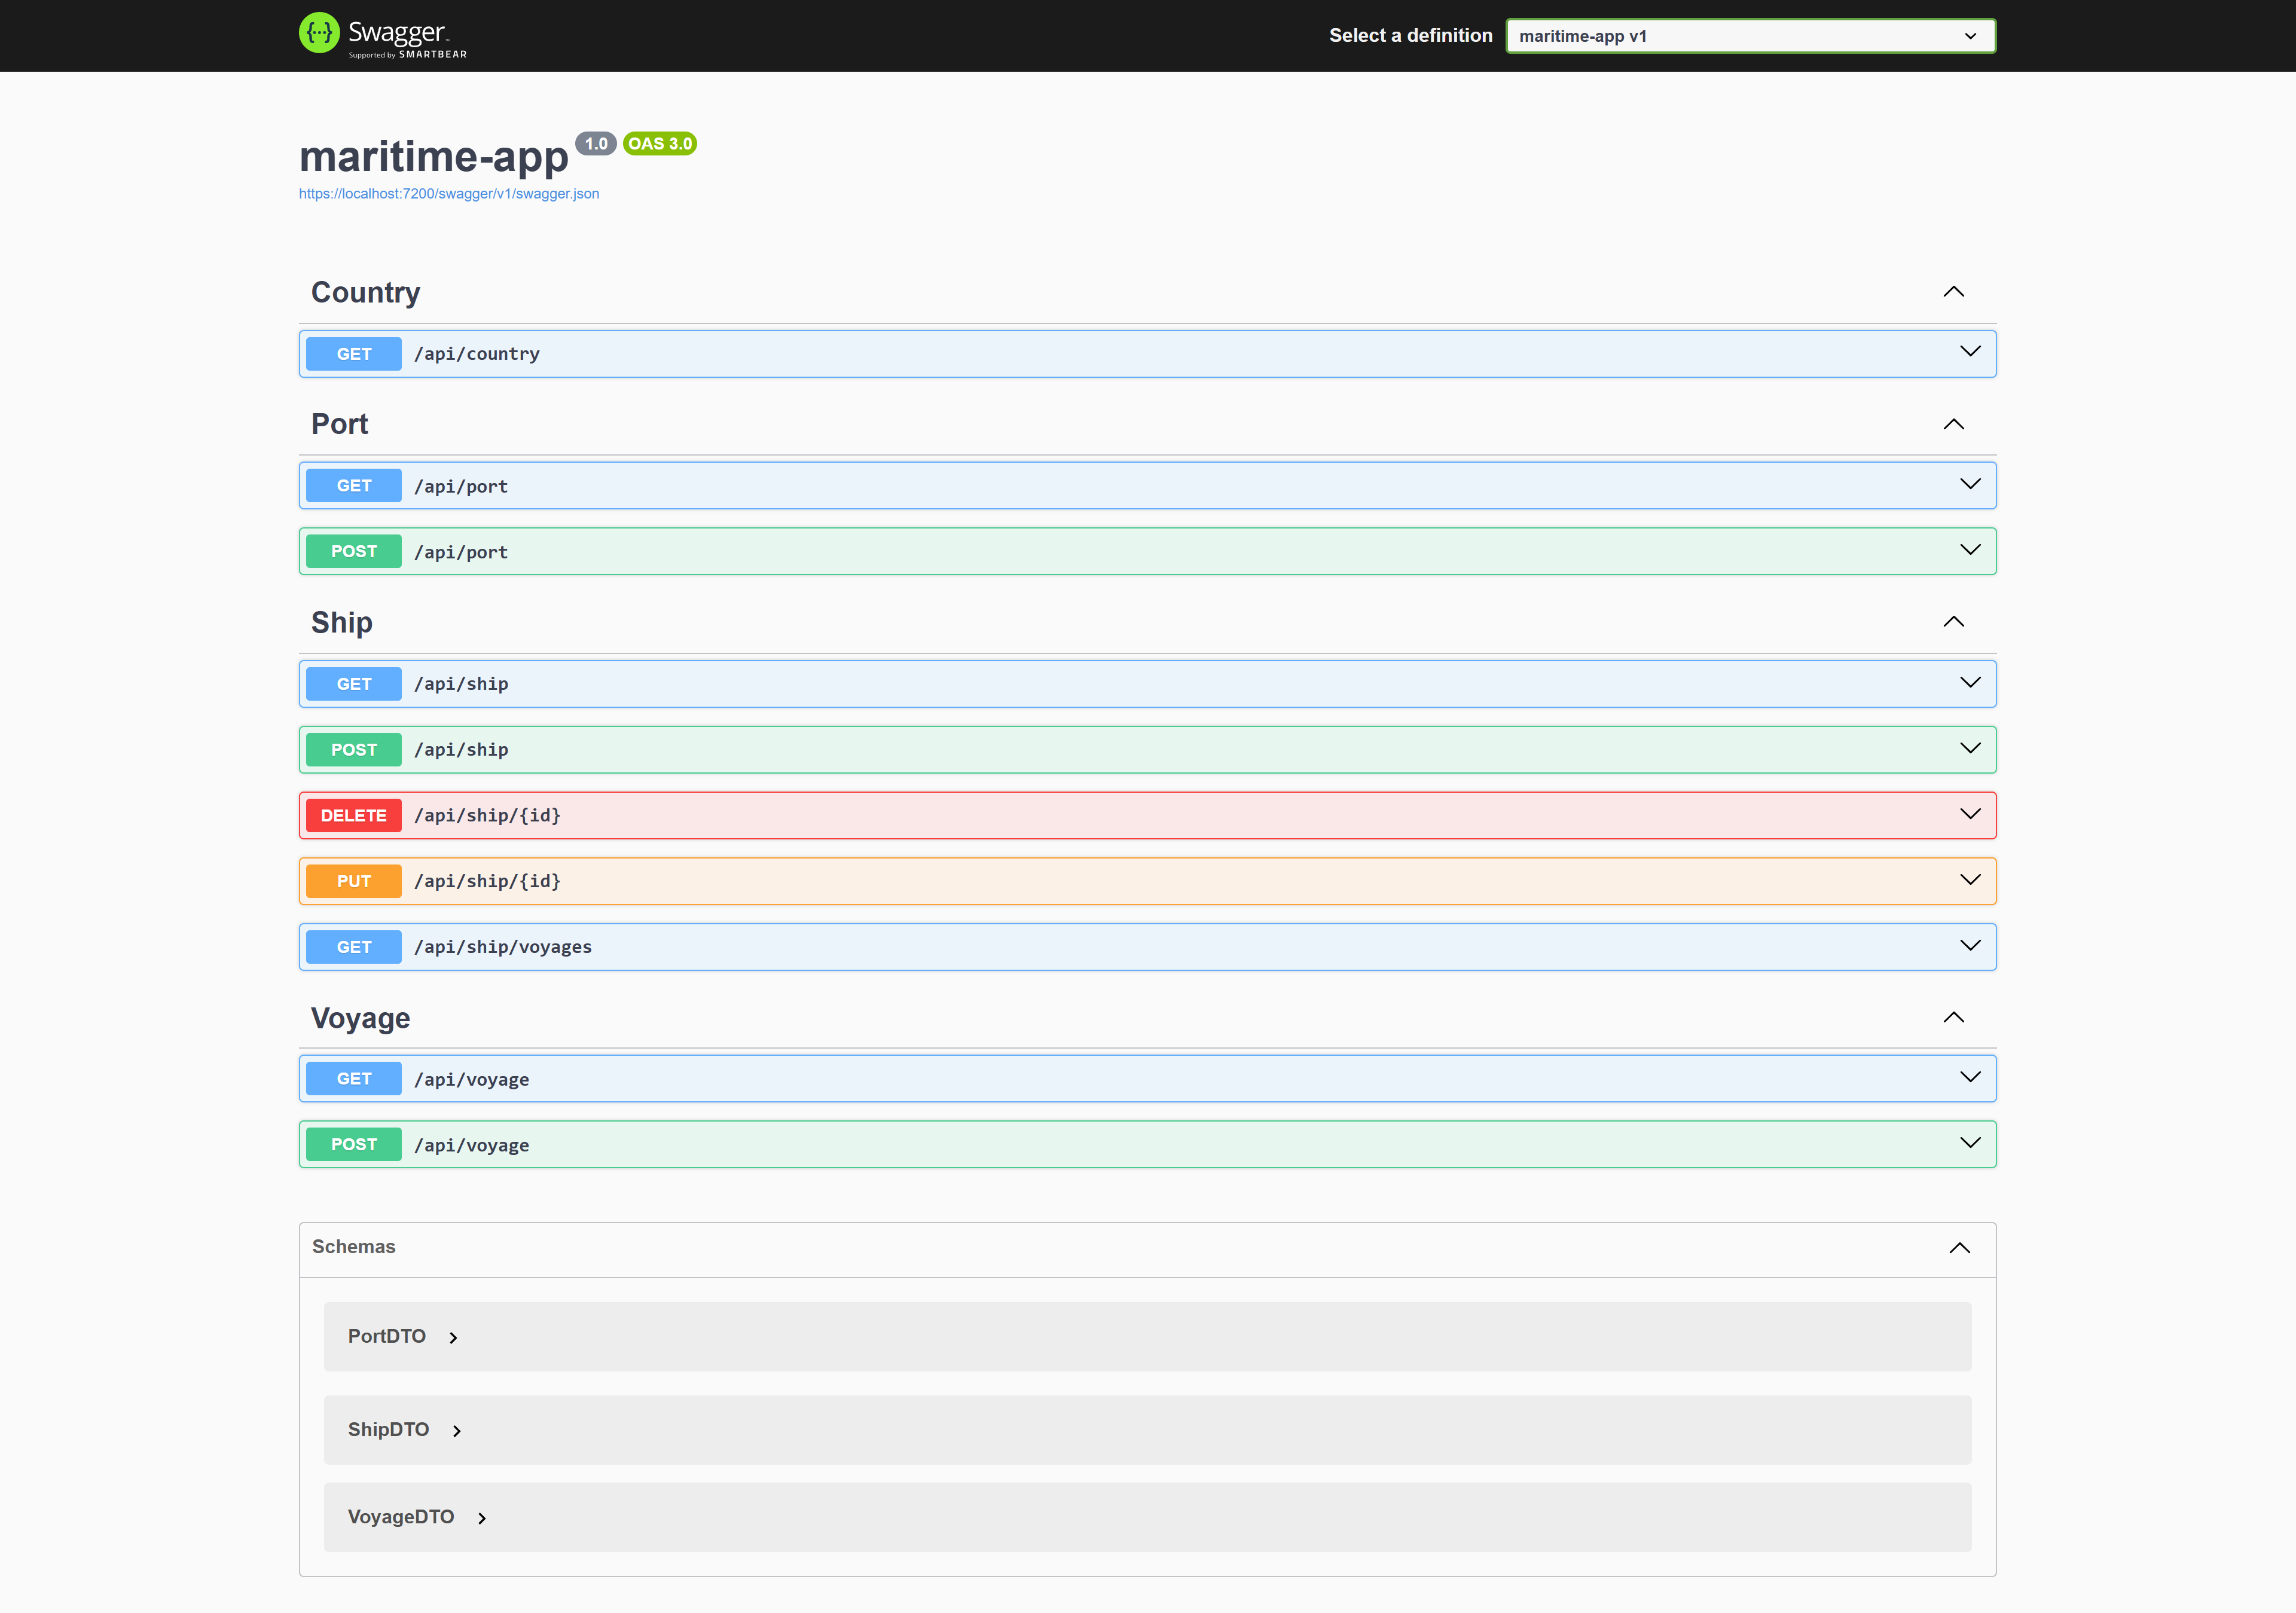 Swagger
Supported by SMARTBEAR
Select a definition
maritime-app v1
maritime-app 1.0 OAS 3.0
https://localhost:7200/swagger/v1/swagger.json
Country
GET /api/country
Port
GET /api/port
POST /api/port
Ship
GET /api/ship
POST /api/ship
DELETE /api/ship/{id}
PUT /api/ship/{id}
GET /api/ship/voyages
Voyage
GET /api/voyage
POST /api/voyage
Schemas
PortDTO
ShipDTO
VoyageDTO